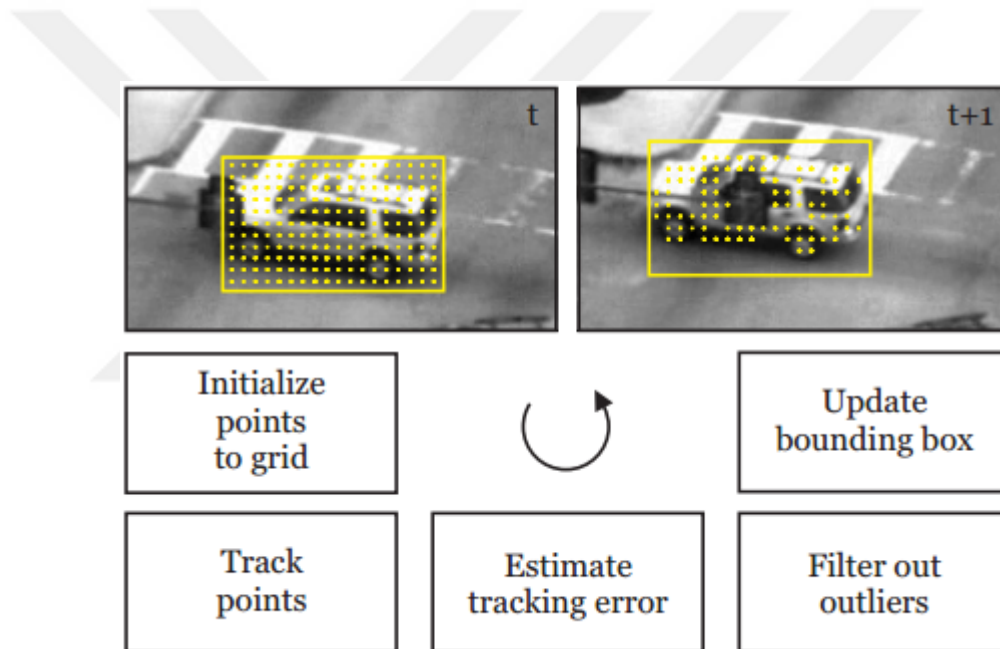 t
t+1
Initialize
points
to grid
Update
bounding box
Track
points
Estimate
tracking error
Filter out
outliers